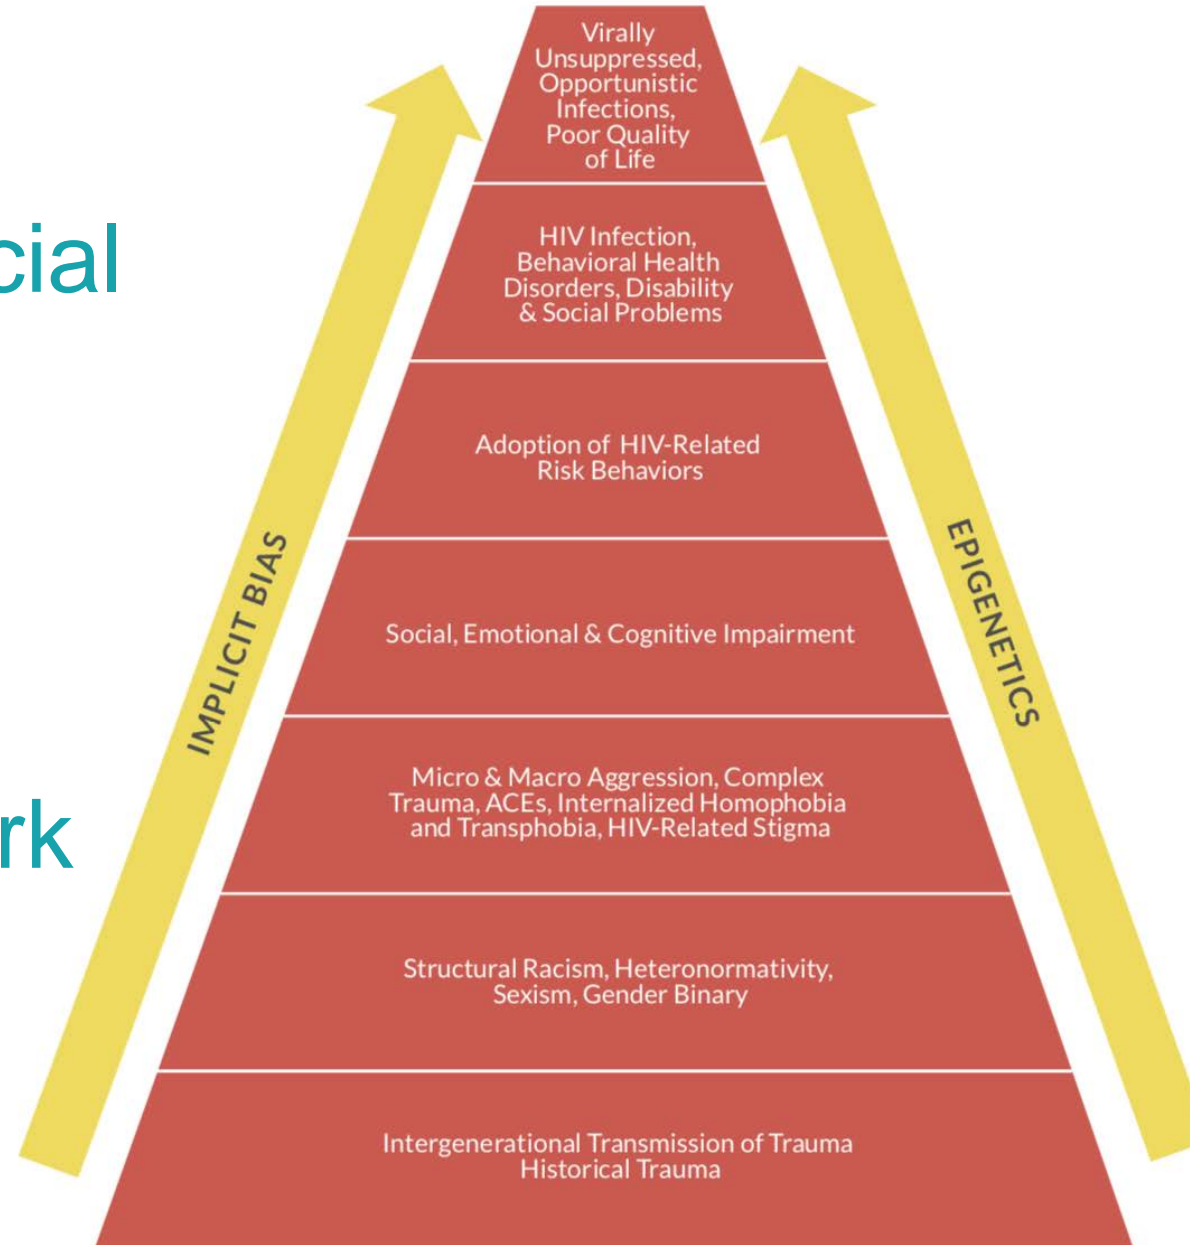 Virally
Unsuppressed,
Opportunistic
Infections,
Poor Quality
of Life
cial
HIV Infection,
Behavioral Health
Disorders, Disability
& Social Problems
Adoption of HIV-Related
Risk Behaviors
IMPLICIT BIAS
EPIGENETICS
Social, Emotional & Cognitive Impairment
Micro & Macro Aggression, Complex
Trauma, ACEs, Internalized Homophobia
and Transphobia, HIV-Related Stigma
rk
Structural Racism, Heteronormativity,
Sexism, Gender Binary
Intergenerational Transmission of Trauma
Historical Trauma